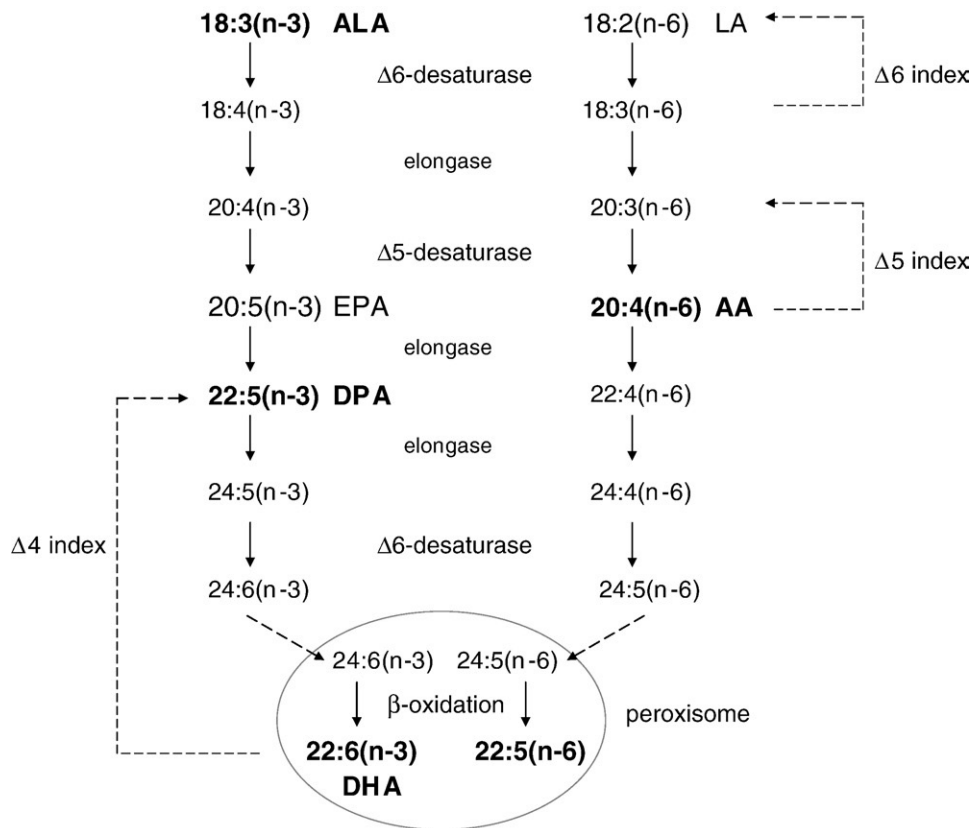 18:3(n-3) ALA 18:2(n-6) LA
Δ6-desaturase Δ6 index
18:4(n-3) 18:3(n-6)
elongase
20:4(n-3) 20:3(n-6)
Δ5-desaturase Δ5 index
20:5(n-3) EPA 20:4(n-6) AA
elongase
22:5(n-3) DPA 22:4(n-6)
elongase
24:5(n-3) 24:4(n-6)
Δ4 index Δ6-desaturase
24:6(n-3) 24:5(n-6)
24:6(n-3) 24:5(n-6)
β-oxidation peroxisome
22:6(n-3) 22:5(n-6)
DHA